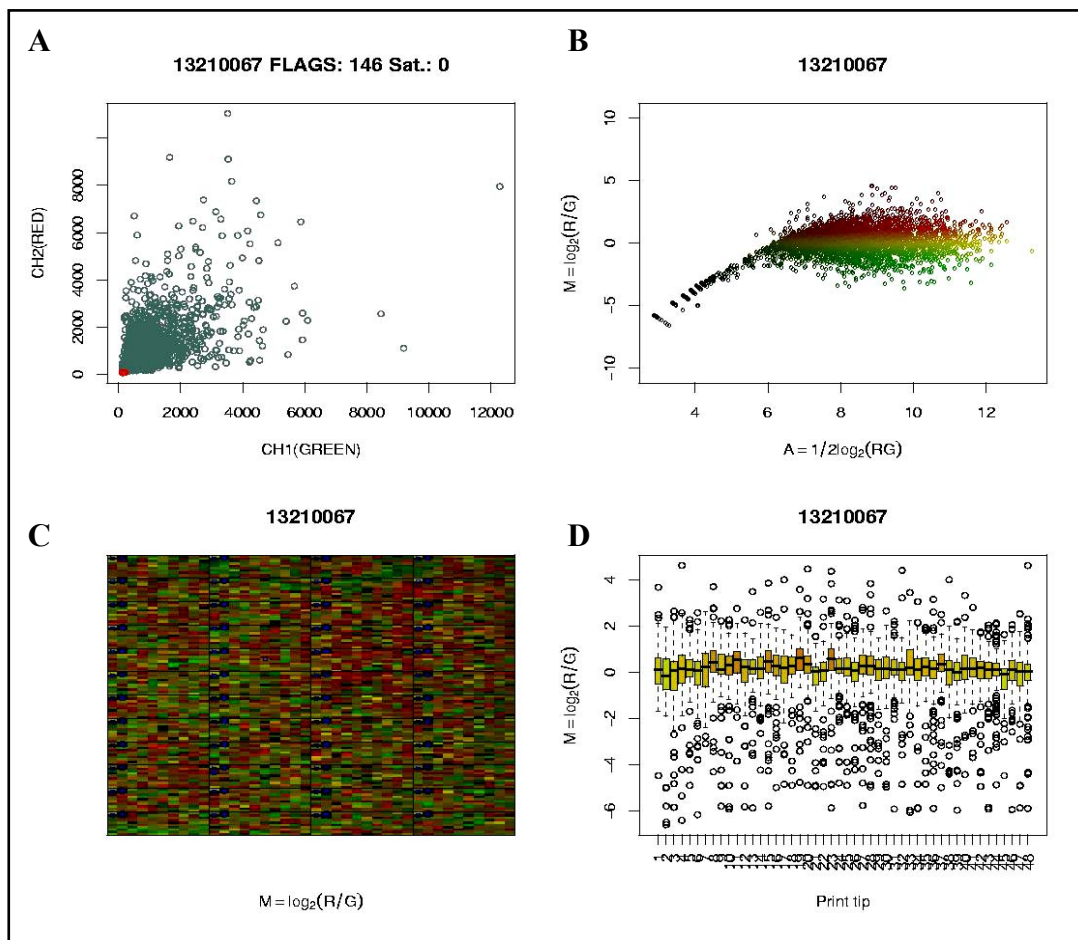 A
13210067 FLAGS: 146 Sat.: 0
CH2(RED)
8000
6000
4000
2000
0
0 2000 4000 6000 8000 10000 12000
CH1(GREEN)
B
13210067
M = log₂(R/G)
10
5
0
-5
-10
4 6 8 10 12
A = 1/2log₂(RG)
C
13210067
M = log₂(R/G)
D
13210067
M = log₂(R/G)
4
2
0
-2
-4
-6
Print tip